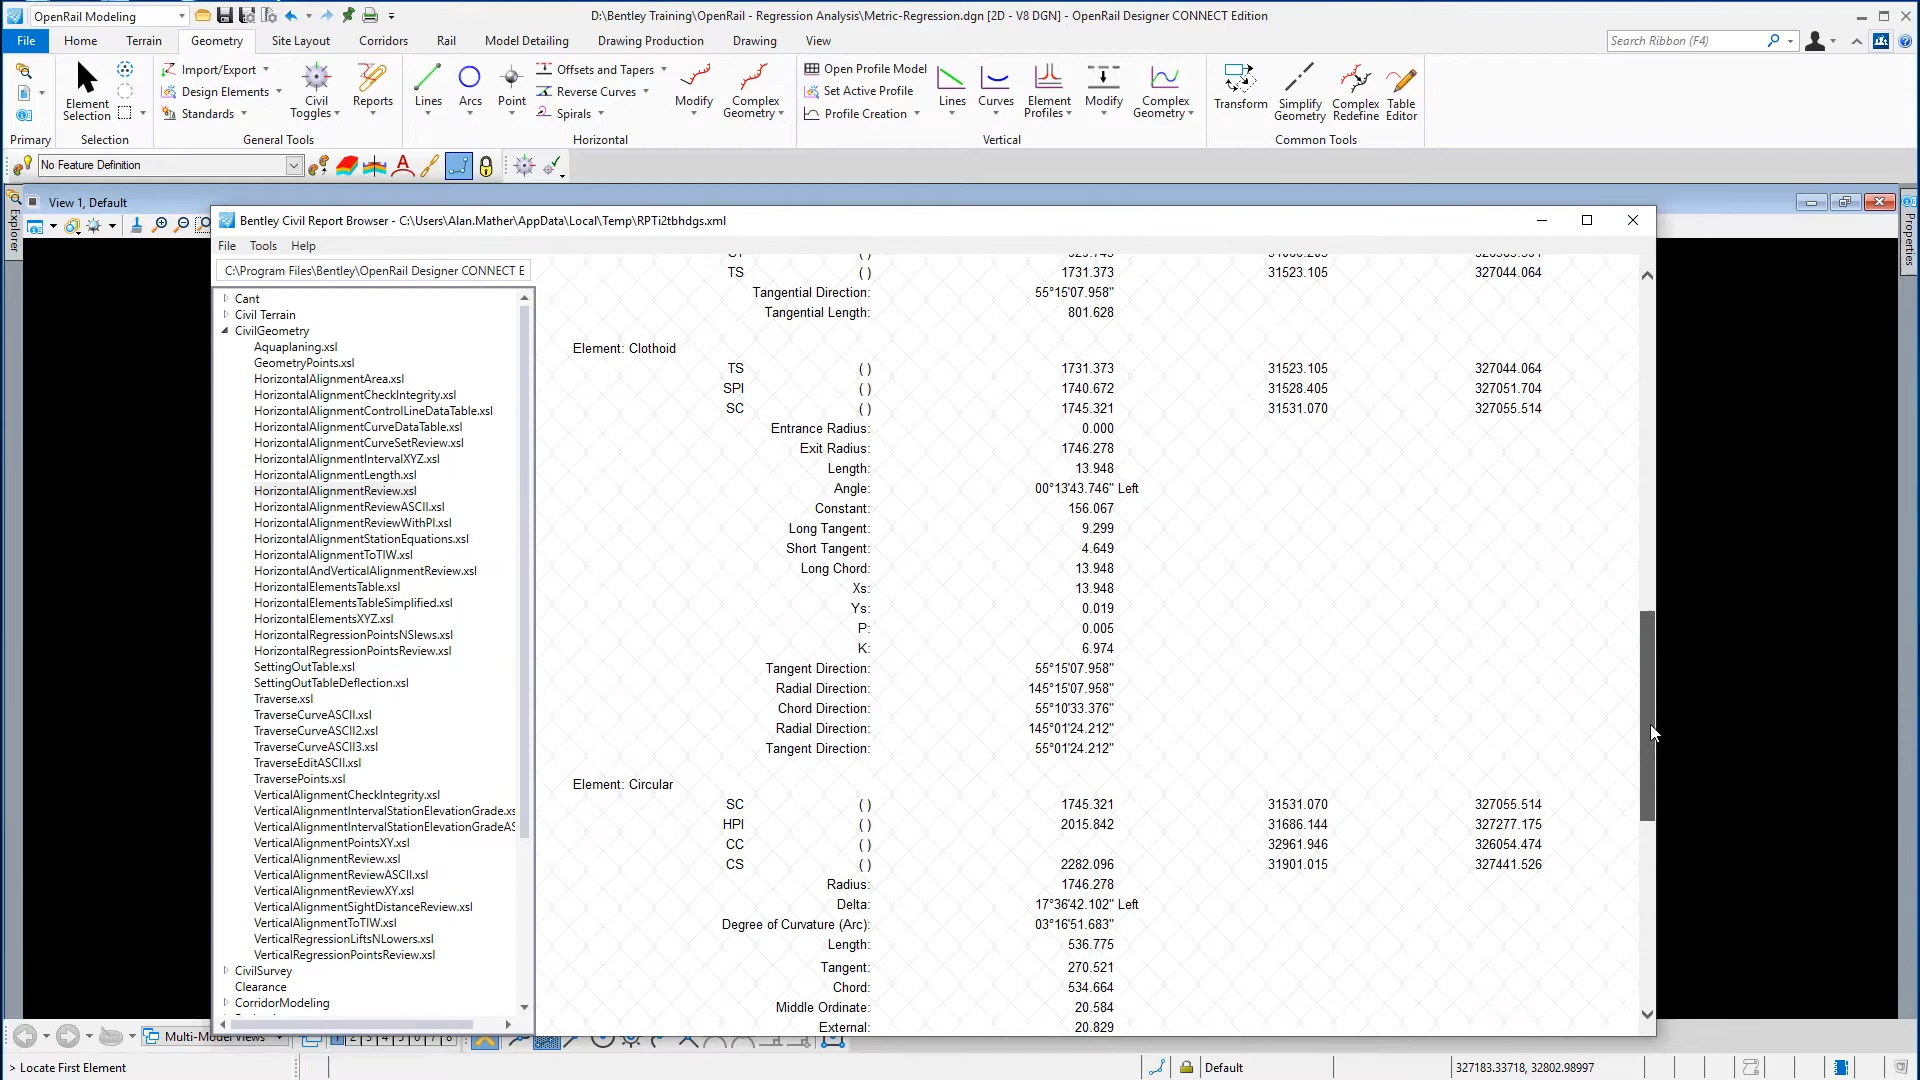 OpenRail Modeling
D:\Bentley Training\OpenRail - Regression Analysis\Metric-Regression.dgn [2D - V8 DGN] - OpenRail Designer CONNECT Edition
File Home Terrain Geometry Site Layout Corridors Rail Model Detailing Drawing Production Drawing View
Search Ribbon (F4)
Import/Export
Design Elements
Standards
Element Selection
Civil Toggles
Reports
Lines
Arcs
Point
Offsets and Tapers
Reverse Curves
Spirals
Modify
Complex Geometry
Open Profile Model
Set Active Profile
Profile Creation
Lines
Curves
Element Profiles
Modify
Complex Geometry
Transform
Simplify Geometry
Complex Redefine
Table Editor
Primary Selection General Tools Horizontal Vertical Common Tools
No Feature Definition
View 1, Default
Explorer
Properties
Bentley Civil Report Browser - C:\Users\Alan.Mather\AppData\Local\Temp\RPTi2tbhdgs.xml
File Tools Help
C:\Program Files\Bentley\OpenRail Designer CONNECT E
Cant
Civil Terrain
CivilGeometry
Aquaplaning.xsl
GeometryPoints.xsl
HorizontalAlignmentArea.xsl
HorizontalAlignmentCheckIntegrity.xsl
HorizontalAlignmentControlLineDataTable.xsl
HorizontalAlignmentCurveDataTable.xsl
HorizontalAlignmentCurveSetReview.xsl
HorizontalAlignmentIntervalXYZ.xsl
HorizontalAlignmentLength.xsl
HorizontalAlignmentReview.xsl
HorizontalAlignmentReviewASCII.xsl
HorizontalAlignmentReviewWithPI.xsl
HorizontalAlignmentStationEquations.xsl
HorizontalAlignmentToTIW.xsl
HorizontalAndVerticalAlignmentReview.xsl
HorizontalElementsTable.xsl
HorizontalElementsTableSimplified.xsl
HorizontalElementsXYZ.xsl
HorizontalRegressionPointsNSlews.xsl
HorizontalRegressionPointsReview.xsl
SettingOutTable.xsl
SettingOutTableDeflection.xsl
Traverse.xsl
TraverseCurveASCII.xsl
TraverseCurveASCII2.xsl
TraverseCurveASCII3.xsl
TraverseEditASCII.xsl
TraversePoints.xsl
VerticalAlignmentCheckIntegrity.xsl
VerticalAlignmentIntervalStationElevationGrade.xs
VerticalAlignmentIntervalStationElevationGradeAS
VerticalAlignmentPointsXY.xsl
VerticalAlignmentReview.xsl
VerticalAlignmentReviewASCII.xsl
VerticalAlignmentReviewXY.xsl
VerticalAlignmentSightDistanceReview.xsl
VerticalAlignmentToTIW.xsl
VerticalRegressionLiftsNLowers.xsl
VerticalRegressionPointsReview.xsl
CivilSurvey
Clearance
CorridorModeling
TS ( ) 1731.373 31523.105 327044.064
Tangential Direction: 55°15'07.958"
Tangential Length: 801.628
Element: Clothoid
TS ( ) 1731.373 31523.105 327044.064
SPI ( ) 1740.672 31528.405 327051.704
SC ( ) 1745.321 31531.070 327055.514
Entrance Radius: 0.000
Exit Radius: 1746.278
Length: 13.948
Angle: 00°13'43.746" Left
Constant: 156.067
Long Tangent: 9.299
Short Tangent: 4.649
Long Chord: 13.948
Xs: 13.948
Ys: 0.019
P: 0.005
K: 6.974
Tangent Direction: 55°15'07.958"
Radial Direction: 145°15'07.958"
Chord Direction: 55°10'33.376"
Radial Direction: 145°01'24.212"
Tangent Direction: 55°01'24.212"
Element: Circular
SC ( ) 1745.321 31531.070 327055.514
HPI ( ) 2015.842 31686.144 327277.175
CC ( ) 32961.946 326054.474
CS ( ) 2282.096 31901.015 327441.526
Radius: 1746.278
Delta: 17°36'42.102" Left
Degree of Curvature (Arc): 03°16'51.683"
Length: 536.775
Tangent: 270.521
Chord: 534.664
Middle Ordinate: 20.584
External: 20.829
Multi-Model Views 1 2 3 4 5 6 7 8
> Locate First Element
Default
327183.33718, 32802.98997